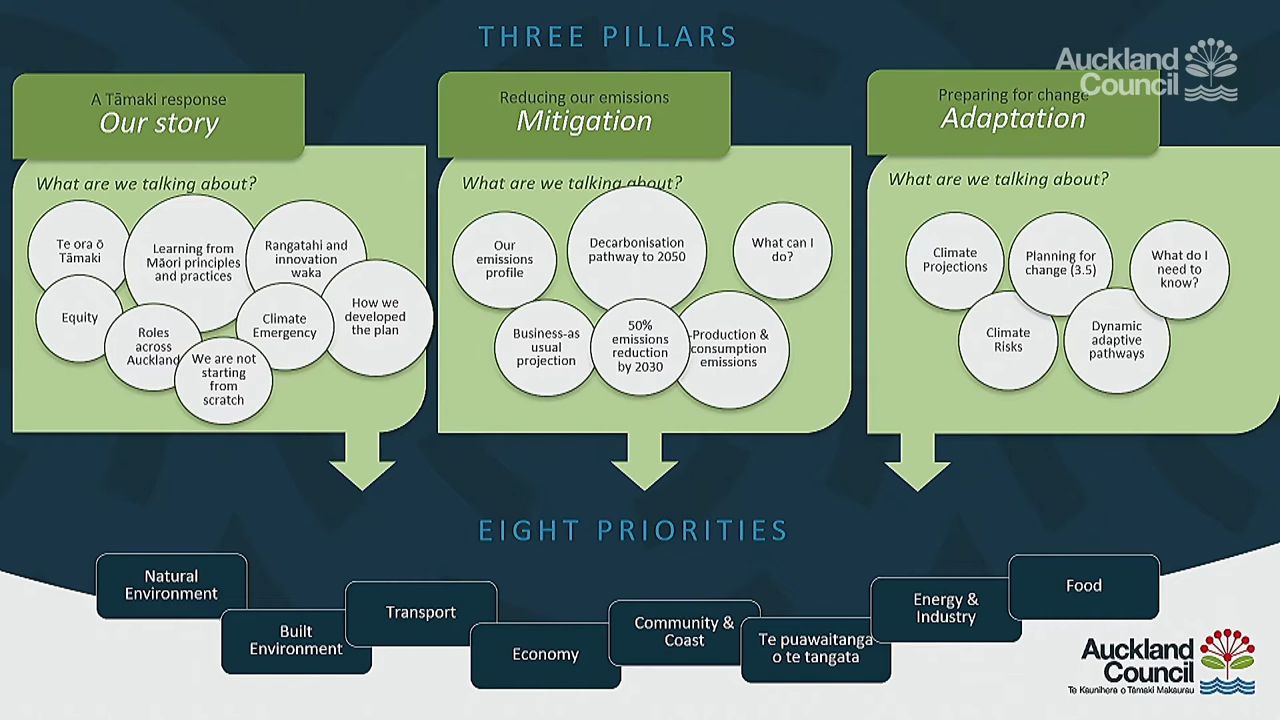 THREE PILLARS
Auckland
Council
A Tāmaki response
Our story
What are we talking about?
Te ora ō
Tāmaki
Learning from
Māori principles
and practices
Rangatahi and
innovation
waka
Equity
Roles
across
Auckland
Climate
Emergency
How we
developed
the plan
We are not
starting
from
scratch
Reducing our emissions
Mitigation
What are we talking about?
Our
emissions
profile
Decarbonisation
pathway to 2050
What can I
do?
Business-as
usual
projection
50%
emissions
reduction
by 2030
Production &
consumption
emissions
Preparing for change
Adaptation
What are we talking about?
Climate
Projections
Planning for
change (3.5)
What do I
need to
know?
Climate
Risks
Dynamic
adaptive
pathways
EIGHT PRIORITIES
Natural
Environment
Built
Environment
Transport
Economy
Community &
Coast
Te puawaitanga
o te tangata
Energy &
Industry
Food
Auckland
Council
Te Kaunihera o Tāmaki Makaurau